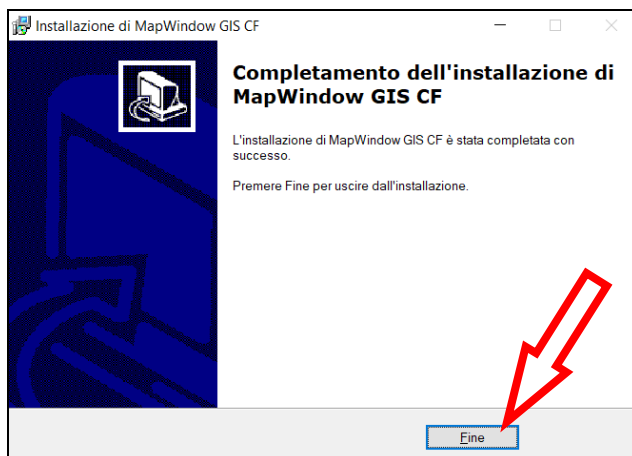 Installazione di MapWindow GIS CF
Completamento dell'installazione di
MapWindow GIS CF
L'installazione di MapWindow GIS CF è stata completata con
successo.
Premere Fine per uscire dall'installazione.
Fine